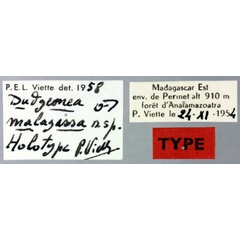 P.E.L. Viette det. 1958
Dudgeonea ♂
malagassa n sp.
Holotype P. Viette
Madagascar Est
env. de Perinet alt 910 m
forêt d'Analamazoatra
P. Viette le 24-XI-1954
TYPE